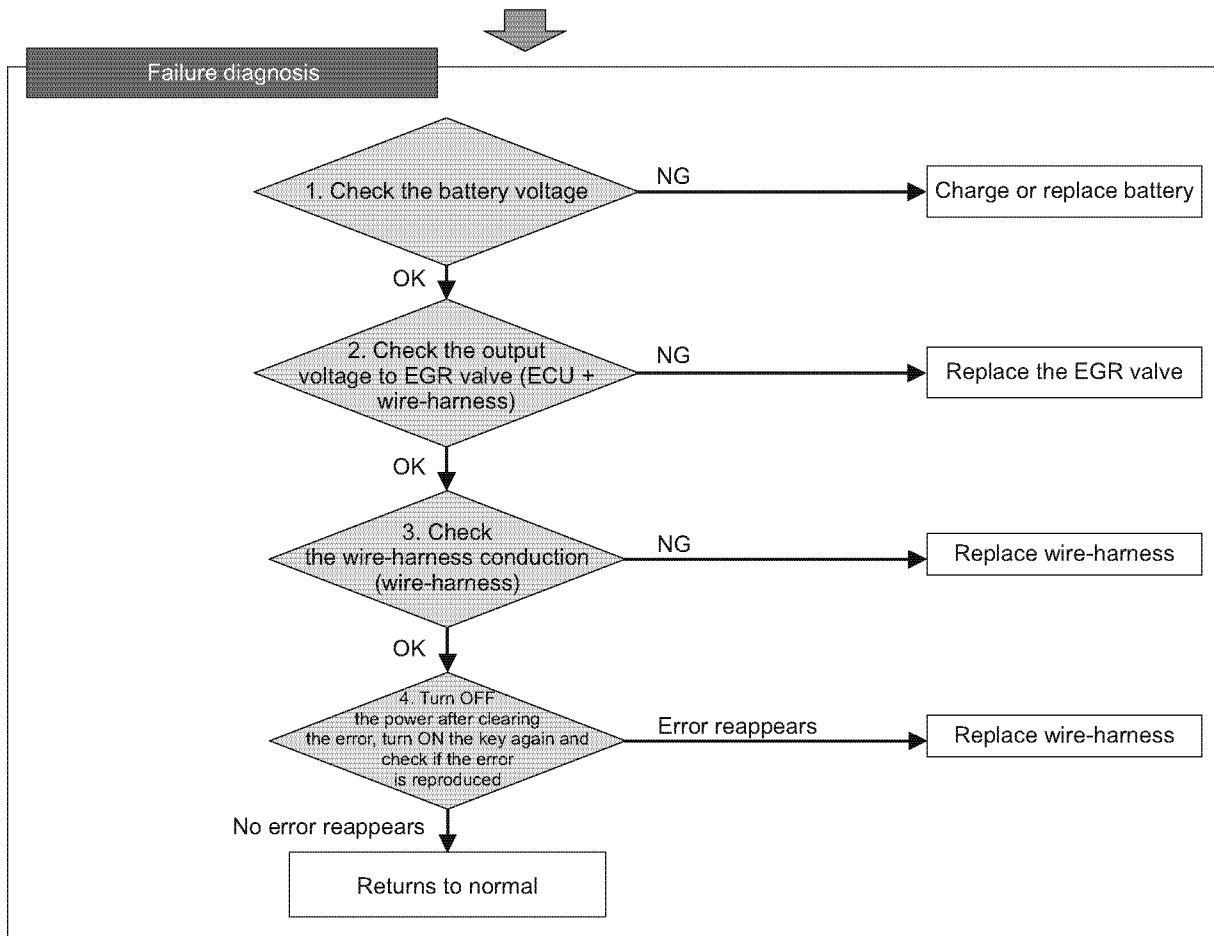 Failure diagnosis
1. Check the battery voltage
NG
Charge or replace battery
OK
2. Check the output
voltage to EGR valve (ECU +
wire-harness)
NG
Replace the EGR valve
OK
3. Check
the wire-harness conduction
(wire-harness)
NG
Replace wire-harness
OK
4. Turn OFF
the power after clearing
the error, turn ON the key again and
check if the error
is reproduced
Error reappears
Replace wire-harness
No error reappears
Returns to normal